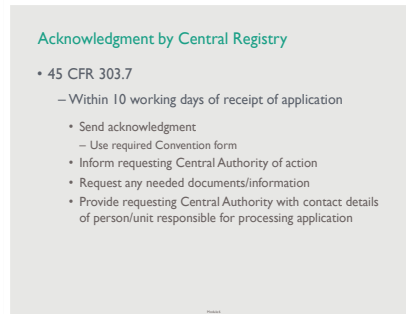 Acknowledgment by Central Registry
• 45 CFR 303.7
– Within 10 working days of receipt of application
• Send acknowledgment
– Use required Convention form
• Inform requesting Central Authority of action
• Request any needed documents/information
• Provide requesting Central Authority with contact details
of person/unit responsible for processing application